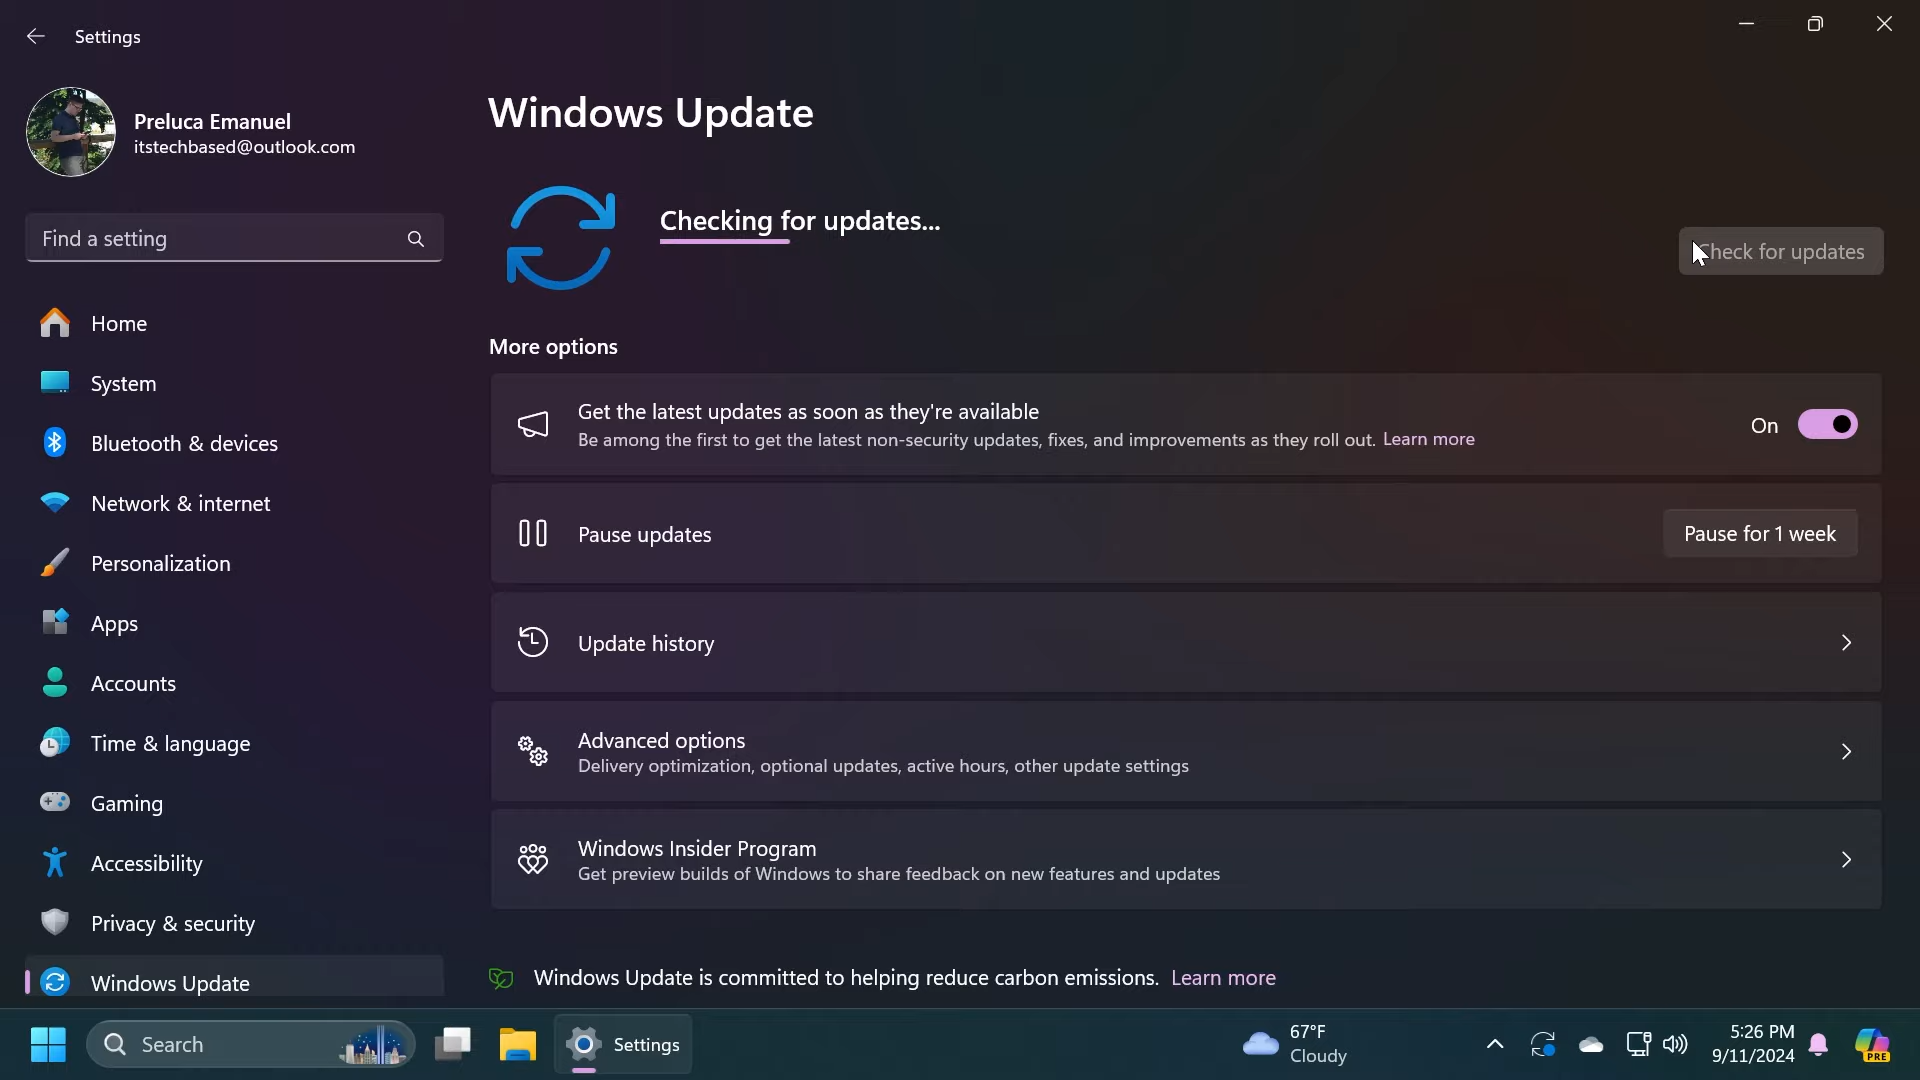 Settings
Preluca Emanuel
itstechbased@outlook.com
Find a setting
Home
System
Bluetooth & devices
Network & internet
Personalization
Apps
Accounts
Time & language
Gaming
Accessibility
Privacy & security
Windows Update
Windows Update
Checking for updates...
Check for updates
More options
Get the latest updates as soon as they're available
Be among the first to get the latest non-security updates, fixes, and improvements as they roll out. Learn more
On
Pause updates
Pause for 1 week
Update history
Advanced options
Delivery optimization, optional updates, active hours, other update settings
Windows Insider Program
Get preview builds of Windows to share feedback on new features and updates
Windows Update is committed to helping reduce carbon emissions. Learn more
Search
Settings
67°F
Cloudy
5:26 PM
9/11/2024
PRE